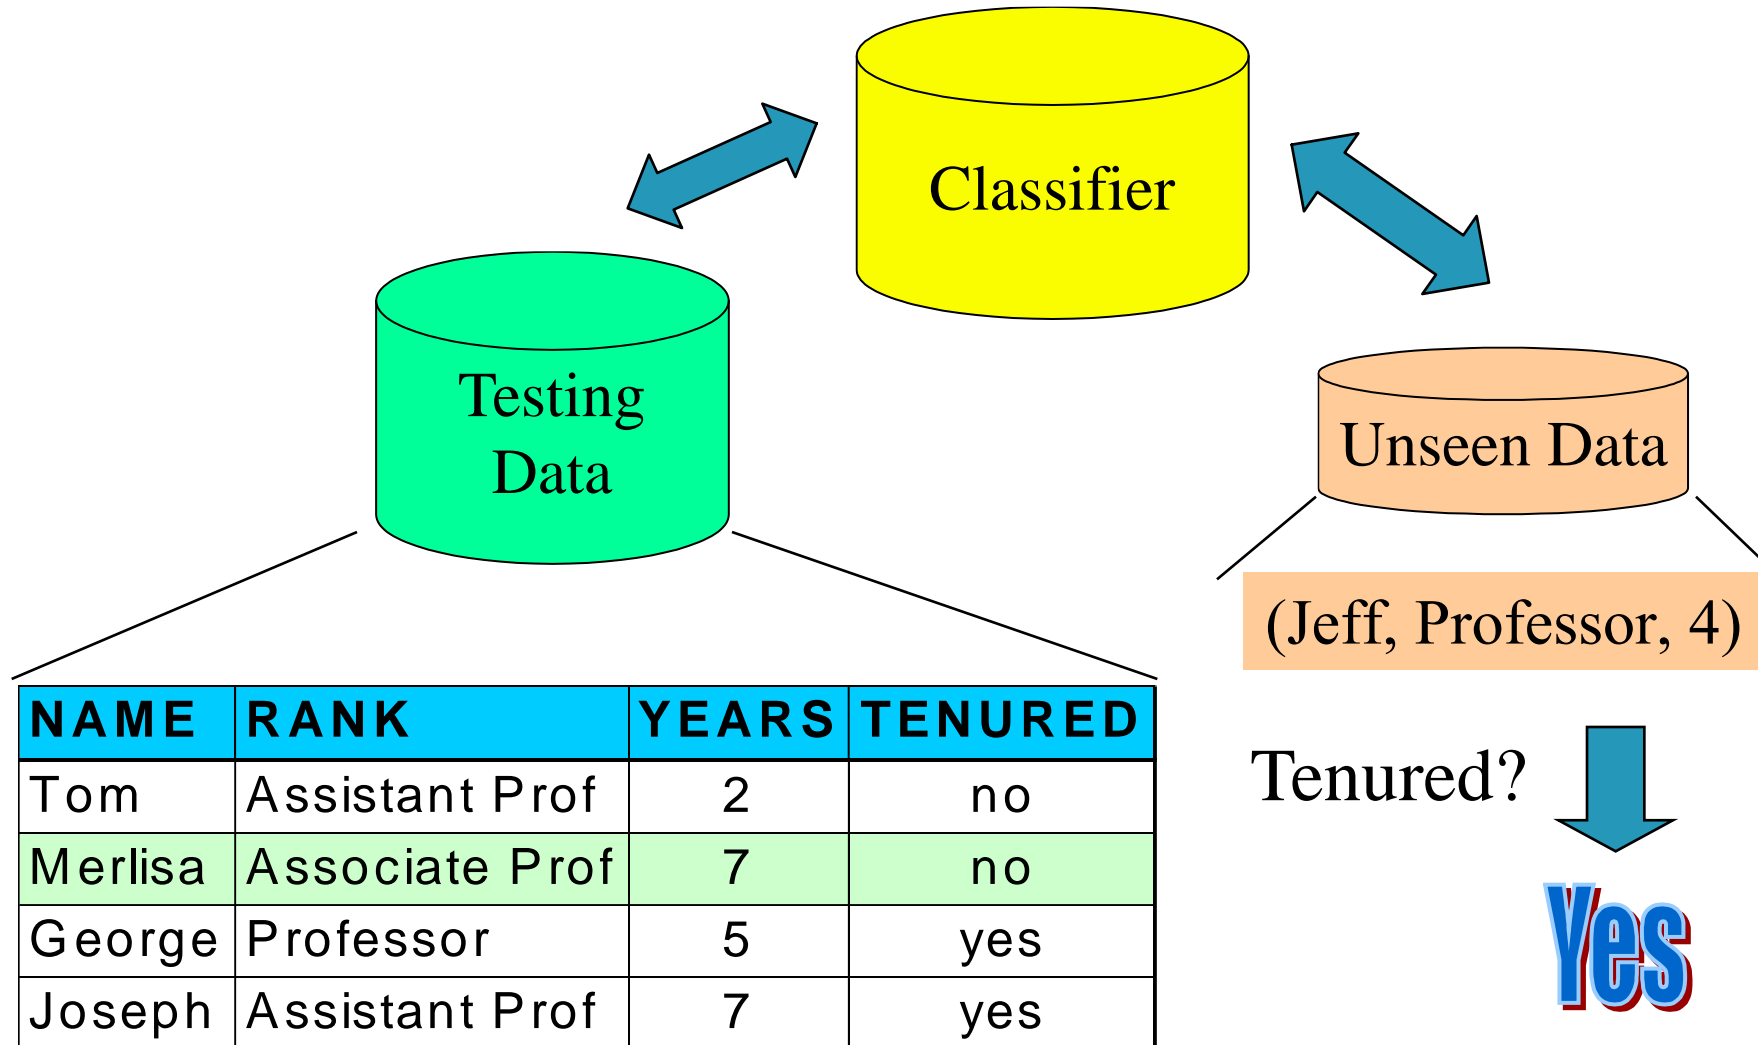 Classifier
Testing
Data
Unseen Data
(Jeff, Professor, 4)
NAME RANK YEARS TENURED
Tom Assistant Prof 2 no
Merlisa Associate Prof 7 no
George Professor 5 yes
Joseph Assistant Prof 7 yes
Tenured?
Yes